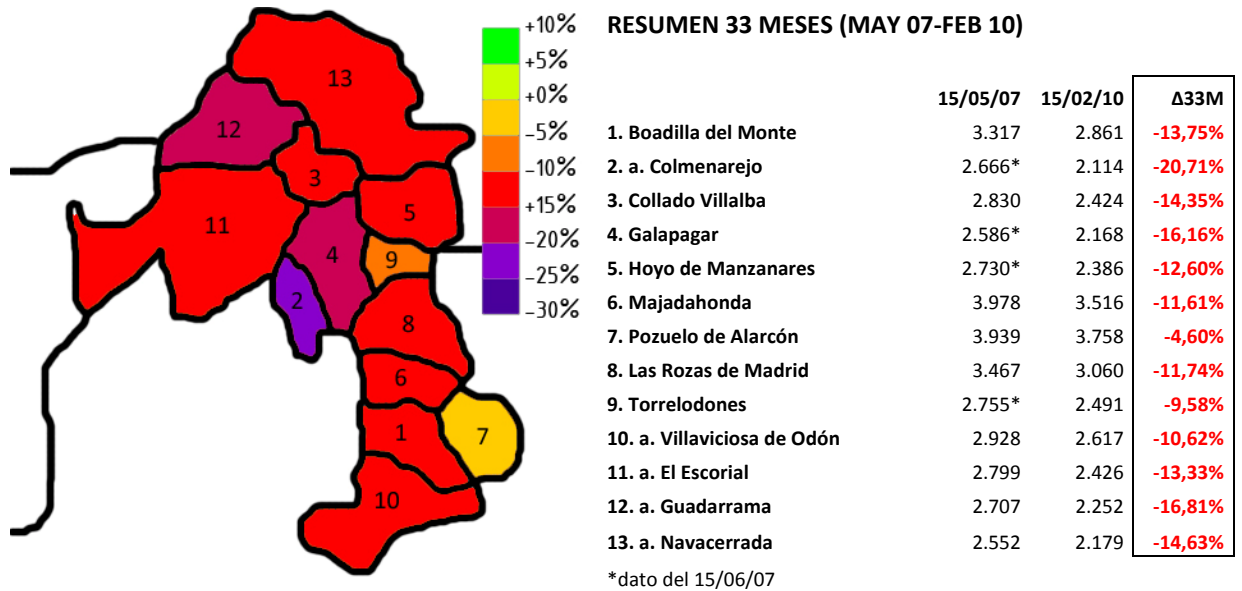 RESUMEN 33 MESES (MAY 07-FEB 10)
+10%
+5%
+0%
-5%
-10%
+15%
-20%
-25%
-30%
13
12
3
5
11
4
9
2
8
6
1
7
10
15/05/07 15/02/10 Δ33M
1. Boadilla del Monte 3.317 2.861 -13,75%
2. a. Colmenarejo 2.666* 2.114 -20,71%
3. Collado Villalba 2.830 2.424 -14,35%
4. Galapagar 2.586* 2.168 -16,16%
5. Hoyo de Manzanares 2.730* 2.386 -12,60%
6. Majadahonda 3.978 3.516 -11,61%
7. Pozuelo de Alarcón 3.939 3.758 -4,60%
8. Las Rozas de Madrid 3.467 3.060 -11,74%
9. Torrelodones 2.755* 2.491 -9,58%
10. a. Villaviciosa de Odón 2.928 2.617 -10,62%
11. a. El Escorial 2.799 2.426 -13,33%
12. a. Guadarrama 2.707 2.252 -16,81%
13. a. Navacerrada 2.552 2.179 -14,63%
*dato del 15/06/07